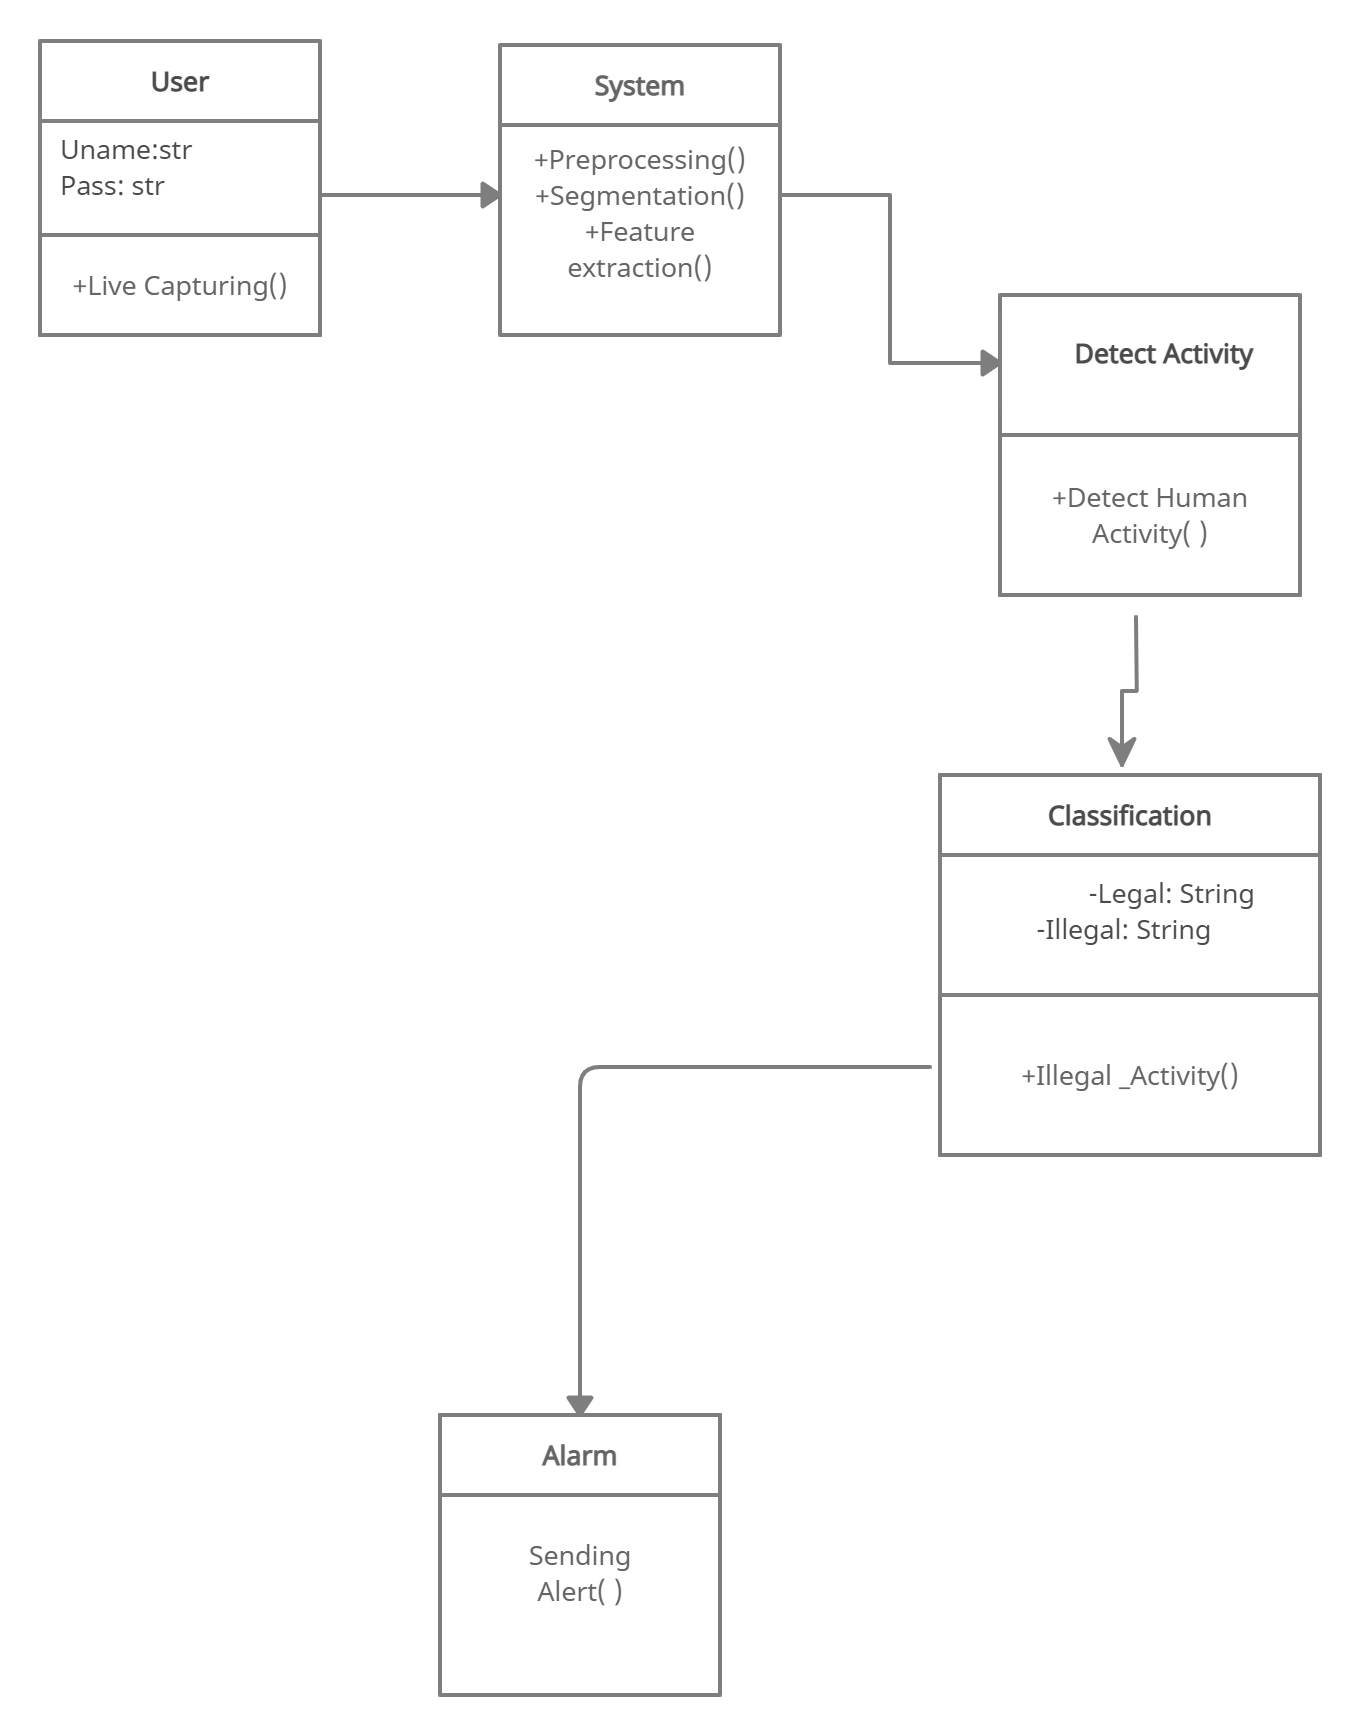 User
Uname:str
Pass: str
+Live Capturing()
System
+Preprocessing()
+Segmentation()
+Feature
extraction()
Detect Activity
+Detect Human
Activity( )
Classification
-Legal: String
-Illegal: String
+Illegal _Activity()
Alarm
Sending
Alert( )